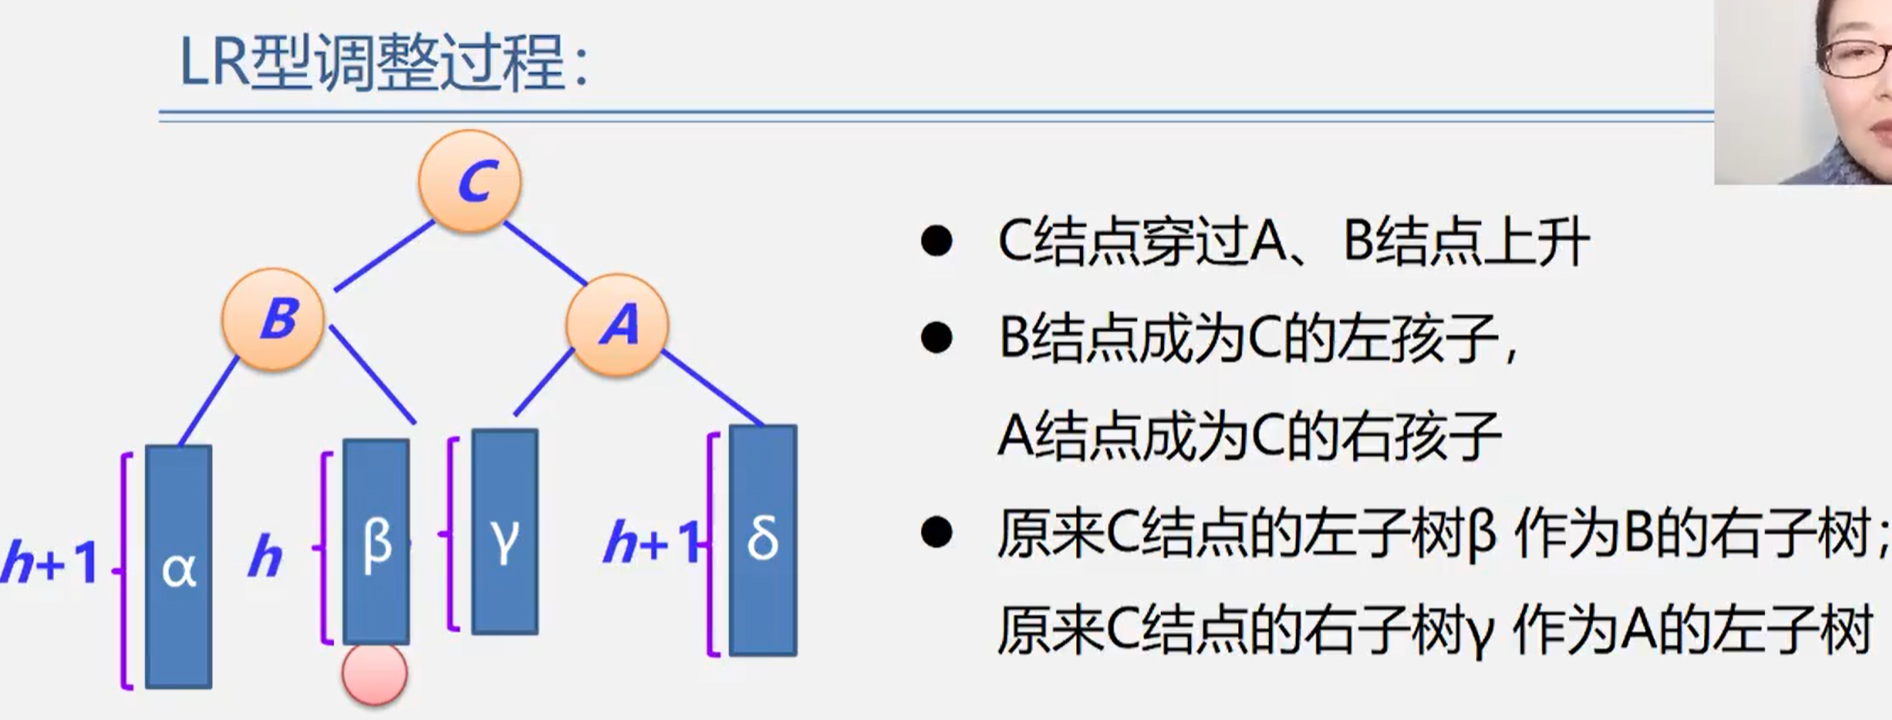 LR型调整过程：
C
B
A
α
β
γ
δ
h+1
h
h+1
C结点穿过A、B结点上升
B结点成为C的左孩子，
A结点成为C的右孩子
原来C结点的左子树β 作为B的右子树；
原来C结点的右子树γ 作为A的左子树